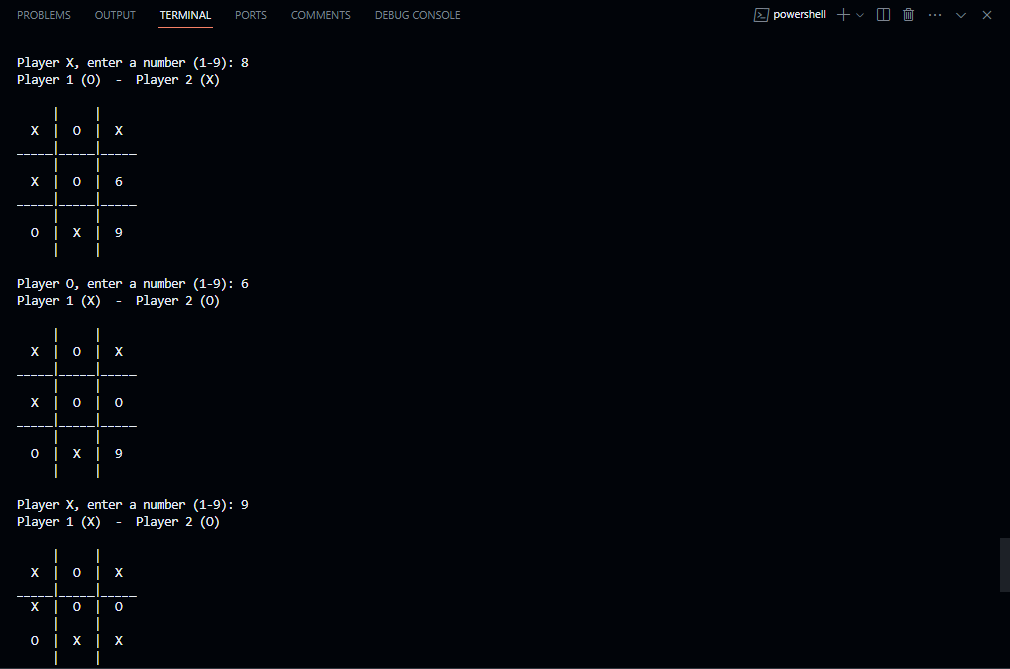 PROBLEMS OUTPUT TERMINAL PORTS COMMENTS DEBUG CONSOLE powershell
Player X, enter a number (1-9): 8
Player 1 (O)  -  Player 2 (X)
     |     |
  X  |  O  |  X
_____|_____|_____
     |     |
  X  |  O  |  6
_____|_____|_____
     |     |
  O  |  X  |  9
     |     |
Player O, enter a number (1-9): 6
Player 1 (X)  -  Player 2 (O)
     |     |
  X  |  O  |  X
_____|_____|_____
     |     |
  X  |  O  |  O
_____|_____|_____
     |     |
  O  |  X  |  9
     |     |
Player X, enter a number (1-9): 9
Player 1 (X)  -  Player 2 (O)
     |     |
  X  |  O  |  X
_____|_____|_____
  X  |  O  |  O
     |     |
  O  |  X  |  X
     |     |